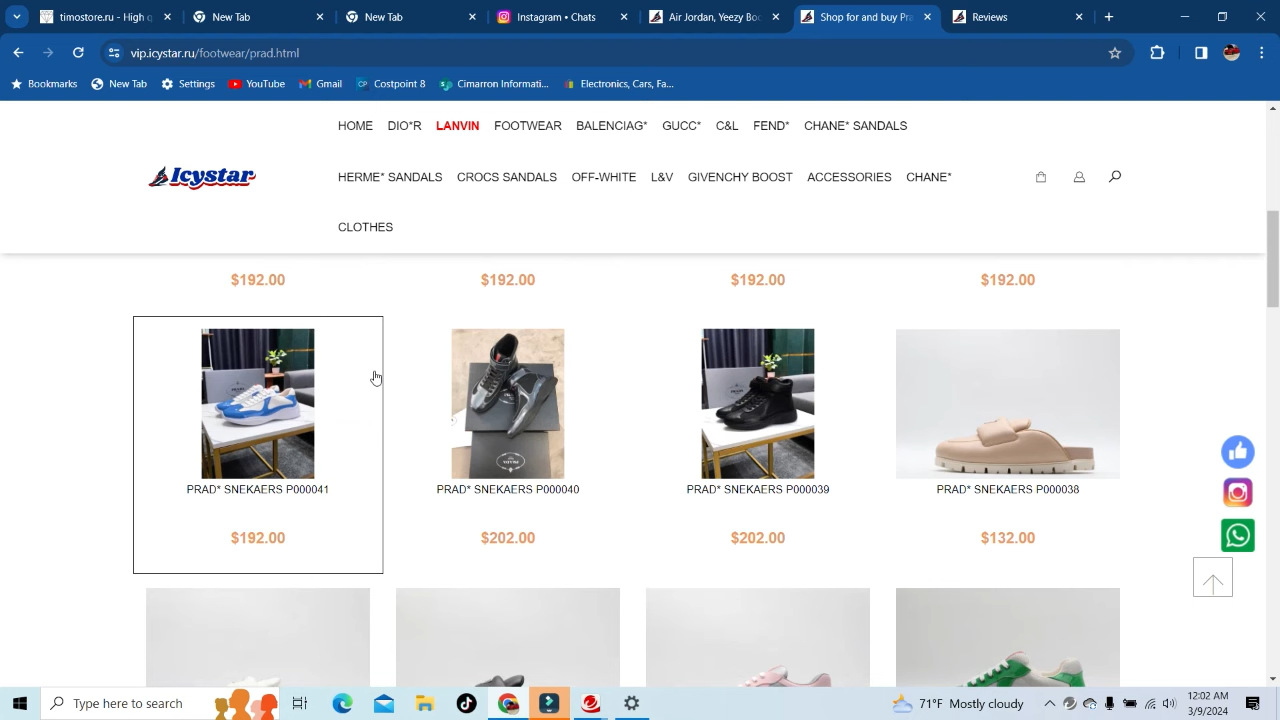 timostore.ru - High q
New Tab
Instagram • Chats
Air Jordan, Yeezy Boo
Shop for and buy Pra
Reviews
vip.icystar.ru/footwear/prad.html
Bookmarks
New Tab
Settings
YouTube
Gmail
Costpoint 8
Cimarron Informati...
Electronics, Cars, Fa...
HOME DIO*R LANVIN FOOTWEAR BALENCIAG* GUCC* C&L FEND* CHANE* SANDALS
Icystar
HERME* SANDALS CROCS SANDALS OFF-WHITE L&V GIVENCHY BOOST ACCESSORIES CHANE*
CLOTHES
$192.00 $192.00 $192.00 $192.00
PRAD* SNEKAERS P000041 PRAD* SNEKAERS P000040 PRAD* SNEKAERS P000039 PRAD* SNEKAERS P000038
$192.00 $202.00 $202.00 $132.00
Type here to search
71°F Mostly cloudy
12:02 AM
3/9/2024